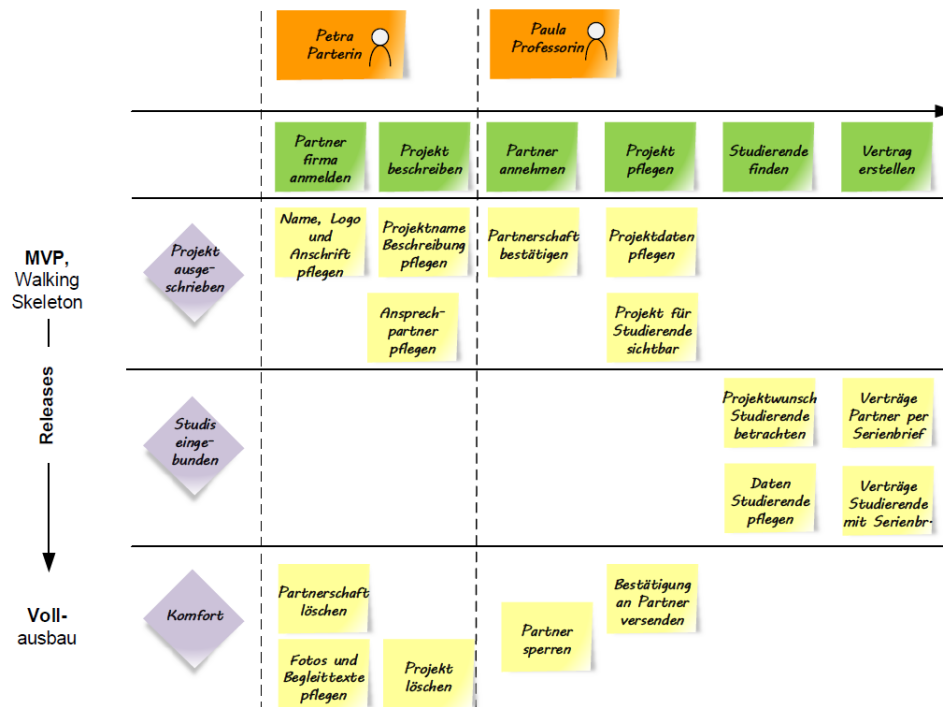 Petra
Parterin
Paula
Professorin
Partner
firma
anmelden
Projekt
beschreiben
Partner
annehmen
Projekt
pflegen
Studierende
finden
Vertrag
erstellen
MVP,
Walking
Skeleton
Releases
Voll-
ausbau
Projekt
ausge-
schrieben
Name, Logo
und
Anschrift
pflegen
Projektname
Beschreibung
pflegen
Ansprech-
partner
pflegen
Partnerschaft
bestätigen
Projektdaten
pflegen
Projekt für
Studierende
sichtbar
Studis
einge-
bunden
Projektwunsch
Studierende
betrachten
Verträge
Partner per
Serienbrief
Daten
Studierende
pflegen
Verträge
Studierende
mit Serienbr.
Komfort
Partnerschaft
löschen
Fotos und
Begleittexte
pflegen
Projekt
löschen
Partner
sperren
Bestätigung
an Partner
versenden